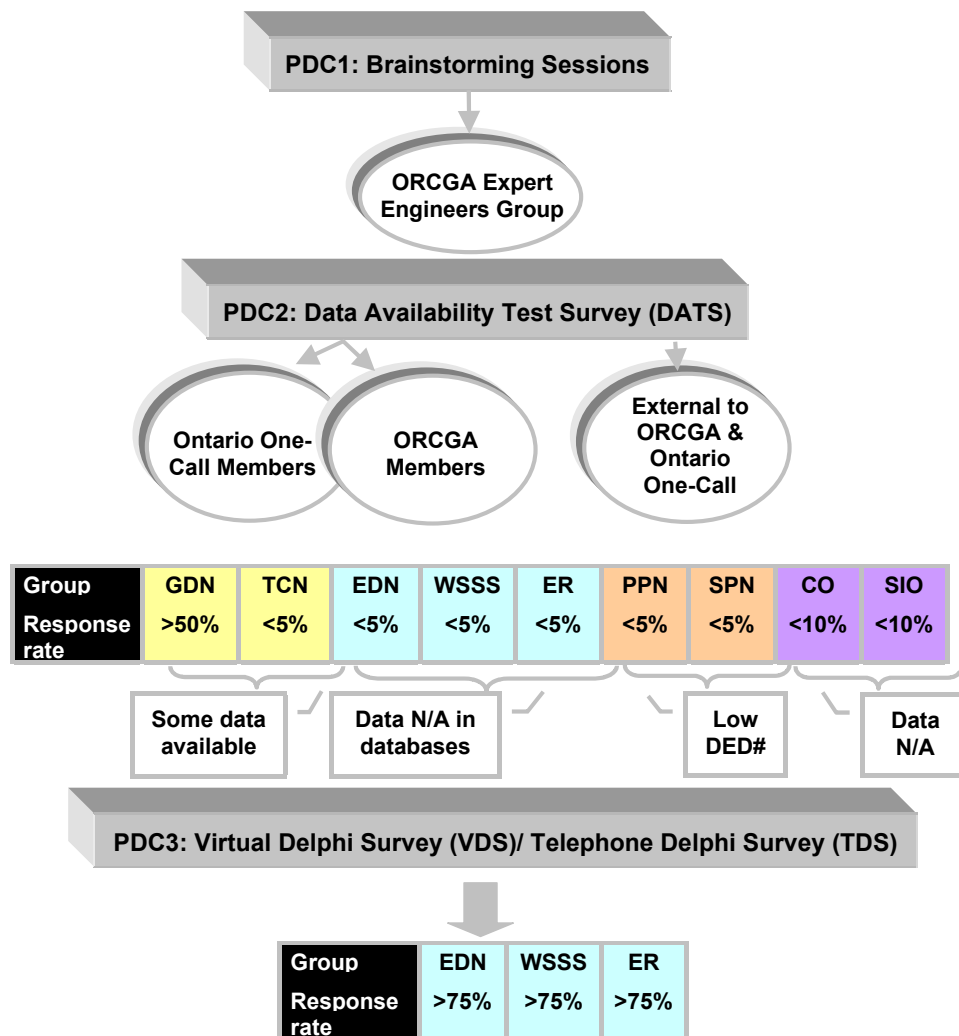 PDC1: Brainstorming Sessions
ORCGA Expert
Engineers Group
PDC2: Data Availability Test Survey (DATS)
Ontario One-
Call Members
ORCGA
Members
External to
ORCGA &
Ontario
One-Call
Group GDN TCN EDN WSSS ER PPN SPN CO SIO
Response >50% <5% <5% <5% <5% <5% <5% <10% <10%
rate
Some data
available
Data N/A in
databases
Low
DED#
Data
N/A
PDC3: Virtual Delphi Survey (VDS)/ Telephone Delphi Survey (TDS)
Group EDN WSSS ER
Response >75% >75% >75%
rate